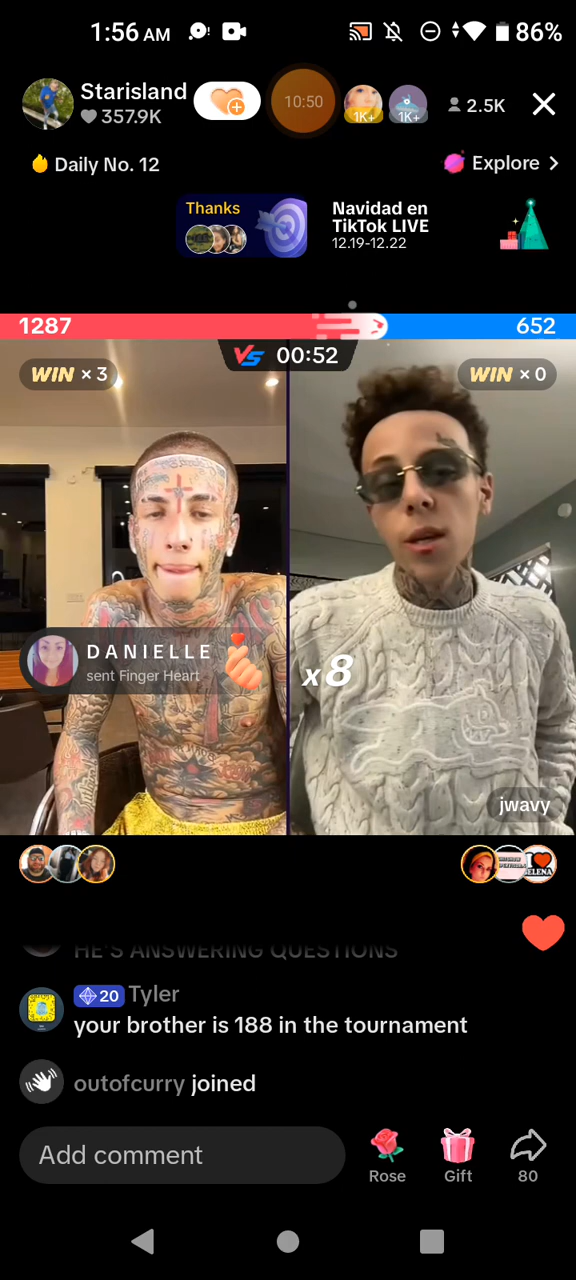 1:56 AM
86%
Starisland
357.9K
10:50
1K+
1K+
2.5K
Daily No. 12
Explore
Thanks
Navidad en
TikTok LIVE
12.19-12.22
1287
652
VS 00:52
WIN × 3
WIN × 0
DANIELLE
sent Finger Heart
x8
jwavy
HE'S ANSWERING QUESTIONS
20 Tyler
your brother is 188 in the tournament
outofcurry joined
Add comment
Rose
Gift
80